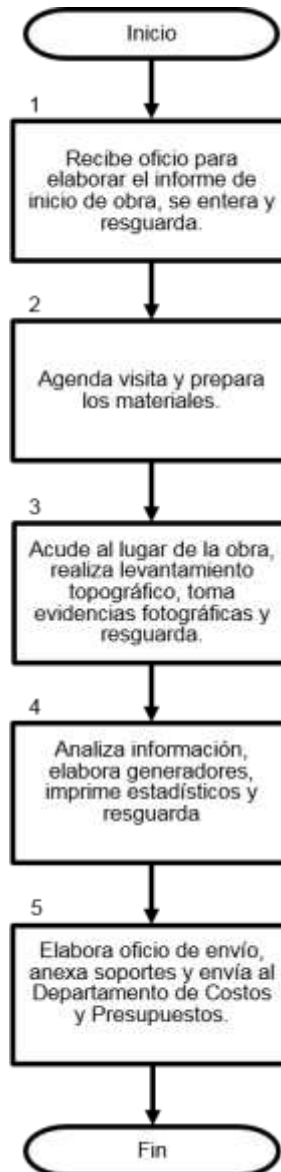 Inicio
1
Recibe oficio para
elaborar el informe de
inicio de obra, se entera y
resguarda.
2
Agenda visita y prepara
los materiales.
3
Acude al lugar de la obra,
realiza levantamiento
topográfico, toma
evidencias fotográficas y
resguarda.
4
Analiza información,
elabora generadores,
imprime estadísticos y
resguarda
5
Elabora oficio de envío,
anexa soportes y envía al
Departamento de Costos
y Presupuestos.
Fin